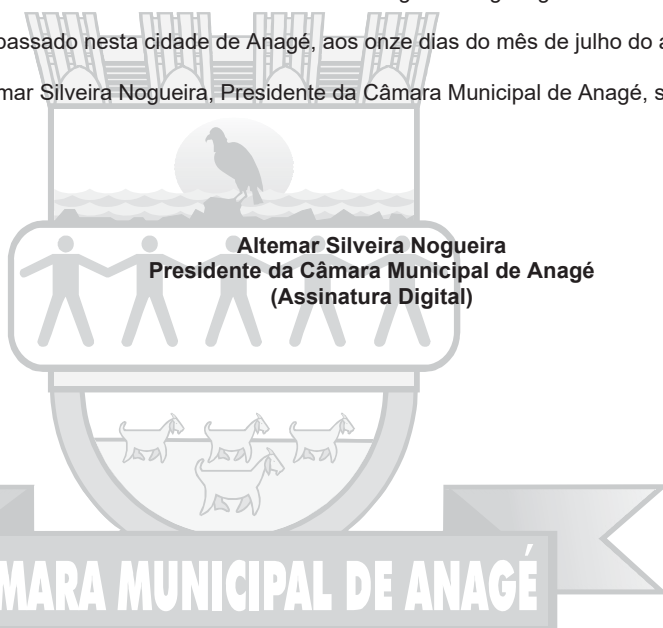 passado nesta cidade de Anagé, aos onze dias do mês de julho do
mar Silveira Nogueira, Presidente da Câmara Municipal de Anagé,
Altemar Silveira Nogueira
Presidente da Câmara Municipal de Anagé
(Assinatura Digital)
MARA MUNICIPAL DE ANAGÉ